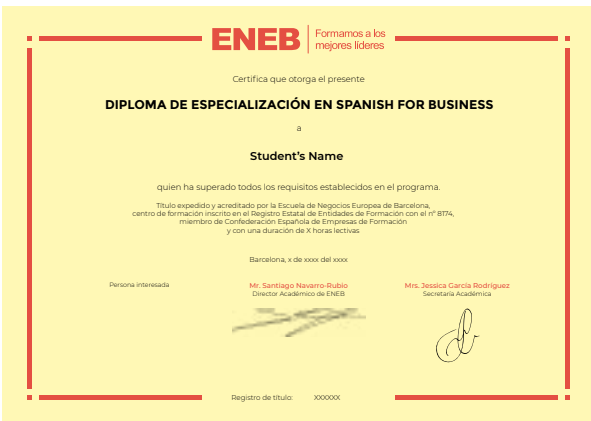 ENEB
Formamos a los
mejores líderes
Certifica que otorga el presente
DIPLOMA DE ESPECIALIZACIÓN EN SPANISH FOR BUSINESS
a
Student's Name
quien ha superado todos los requisitos establecidos en el programa.
Título expedido y acreditado por la Escuela de Negocios Europea de Barcelona,
centro de formación inscrito en el Registro Estatal de Entidades de Formación con el nº 8174,
miembro de Confederación Española de Empresas de Formación
y con una duración de X horas lectivas
Barcelona, x de xxxx del xxxx
Persona interesada
Mr. Santiago Navarro-Rubio
Director Académico de ENEB
Mrs. Jessica García Rodríguez
Secretaria Académica
Registro de título: XXXXXX